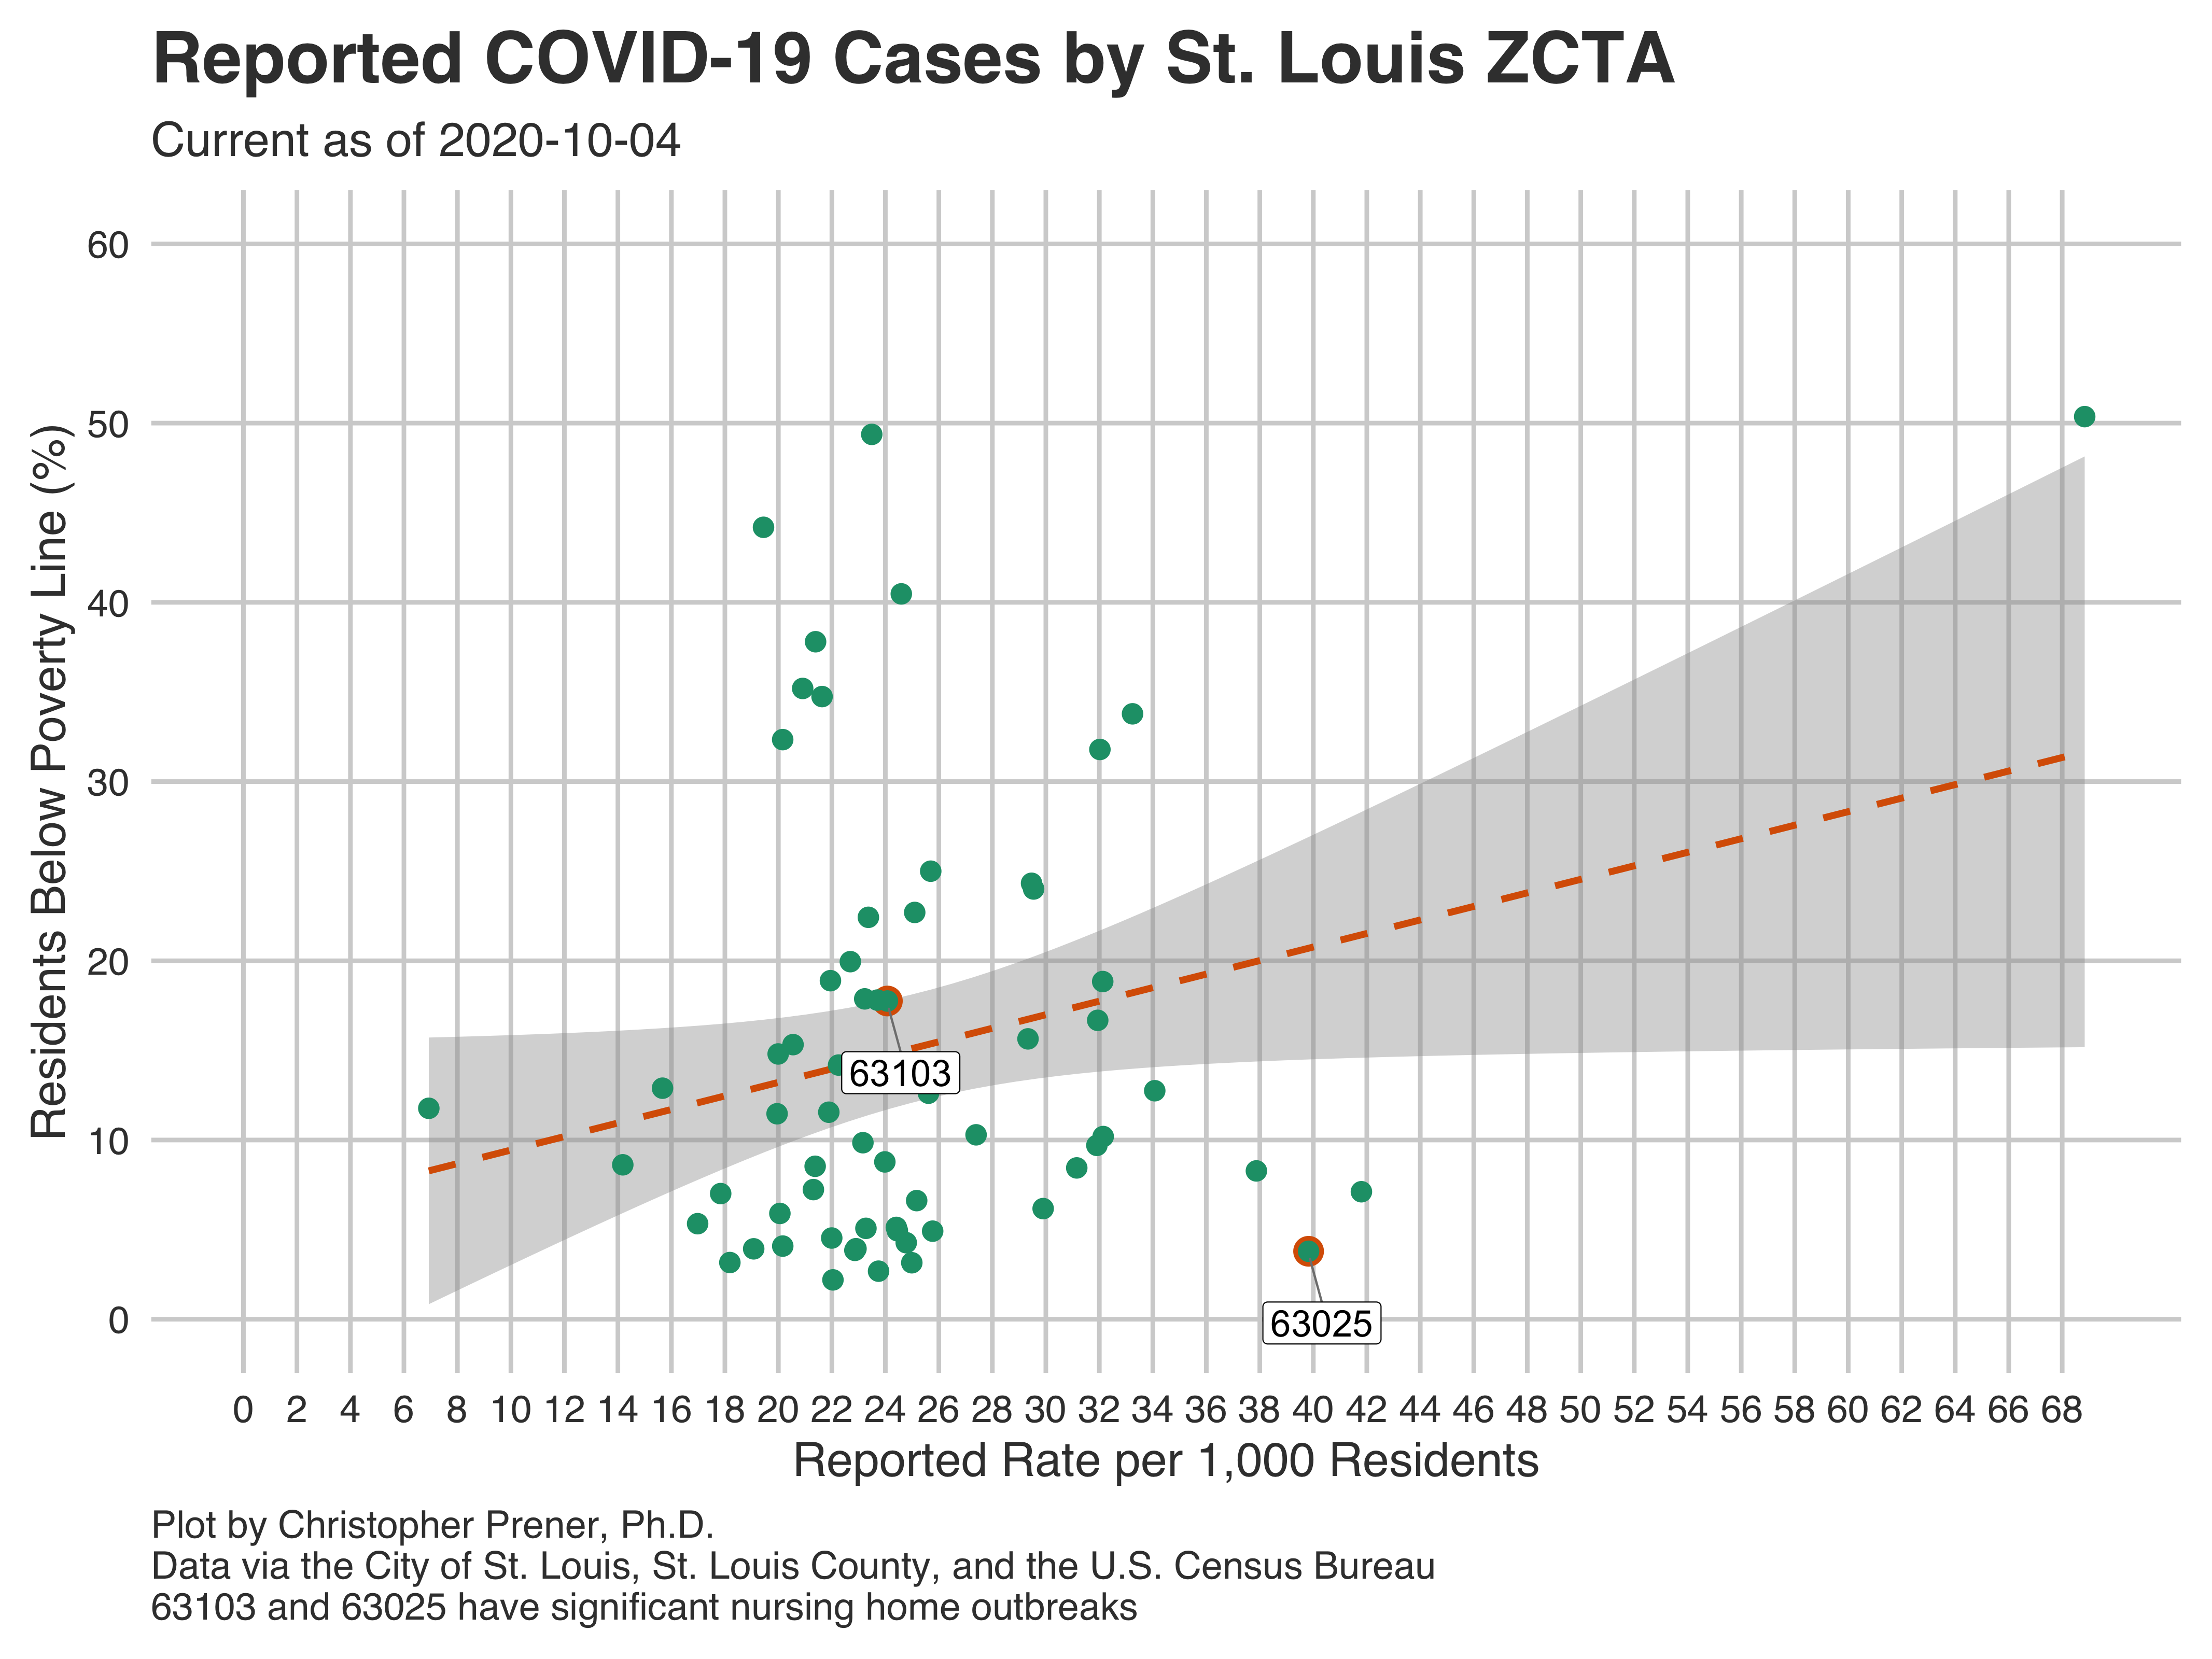 Reported COVID-19 Cases by St. Louis ZCTA
Current as of 2020-10-04
Residents Below Poverty Line (%)
60
50
40
30
20
10
0
63103
63025
0 2 4 6 8 10 12 14 16 18 20 22 24 26 28 30 32 34 36 38 40 42 44 46 48 50 52 54 56 58 60 62 64 66 68
Reported Rate per 1,000 Residents
Plot by Christopher Prener, Ph.D.
Data via the City of St. Louis, St. Louis County, and the U.S. Census Bureau
63103 and 63025 have significant nursing home outbreaks